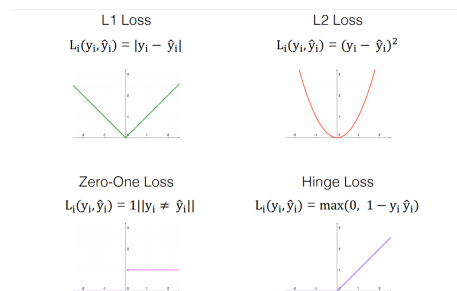 L1 Loss
Lᵢ(yᵢ,ŷᵢ) = |yᵢ − ŷᵢ|
L2 Loss
Lᵢ(yᵢ,ŷᵢ) = (yᵢ − ŷᵢ)²
Zero-One Loss
Lᵢ(yᵢ,ŷᵢ) = 1||yᵢ ≠ ŷᵢ||
Hinge Loss
Lᵢ(yᵢ,ŷᵢ) = max(0, 1 − yᵢ ŷᵢ)